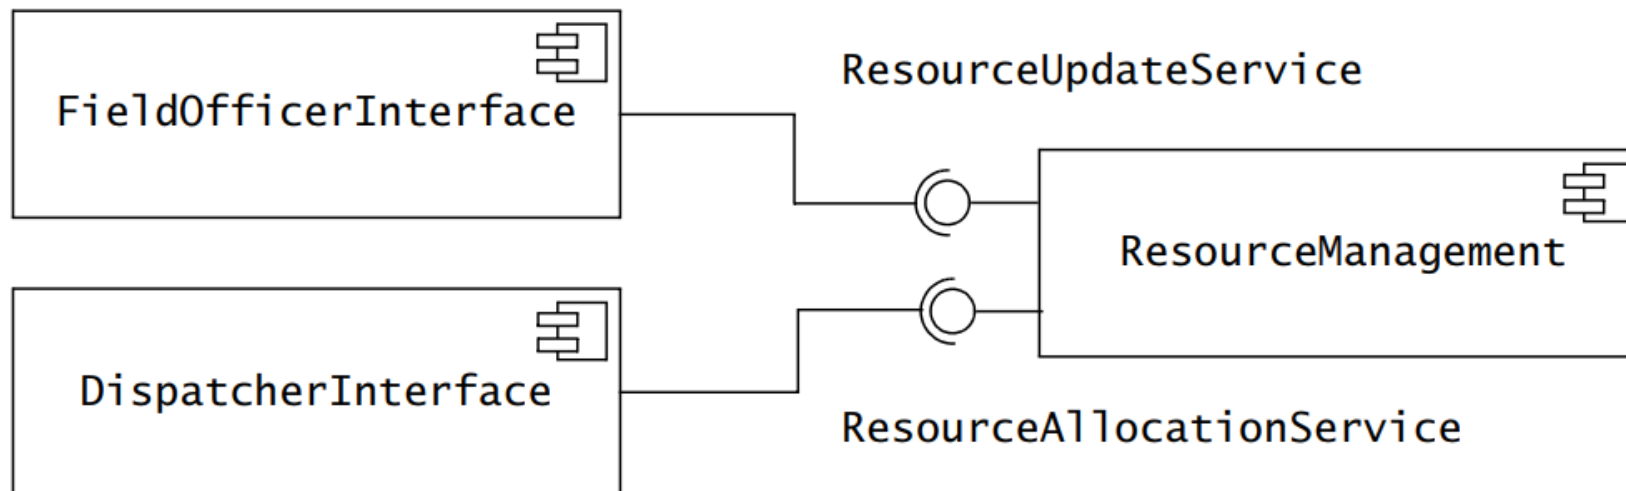 ResourceUpdateService
FieldOfficerInterface
ResourceManagement
DispatcherInterface
ResourceAllocationService